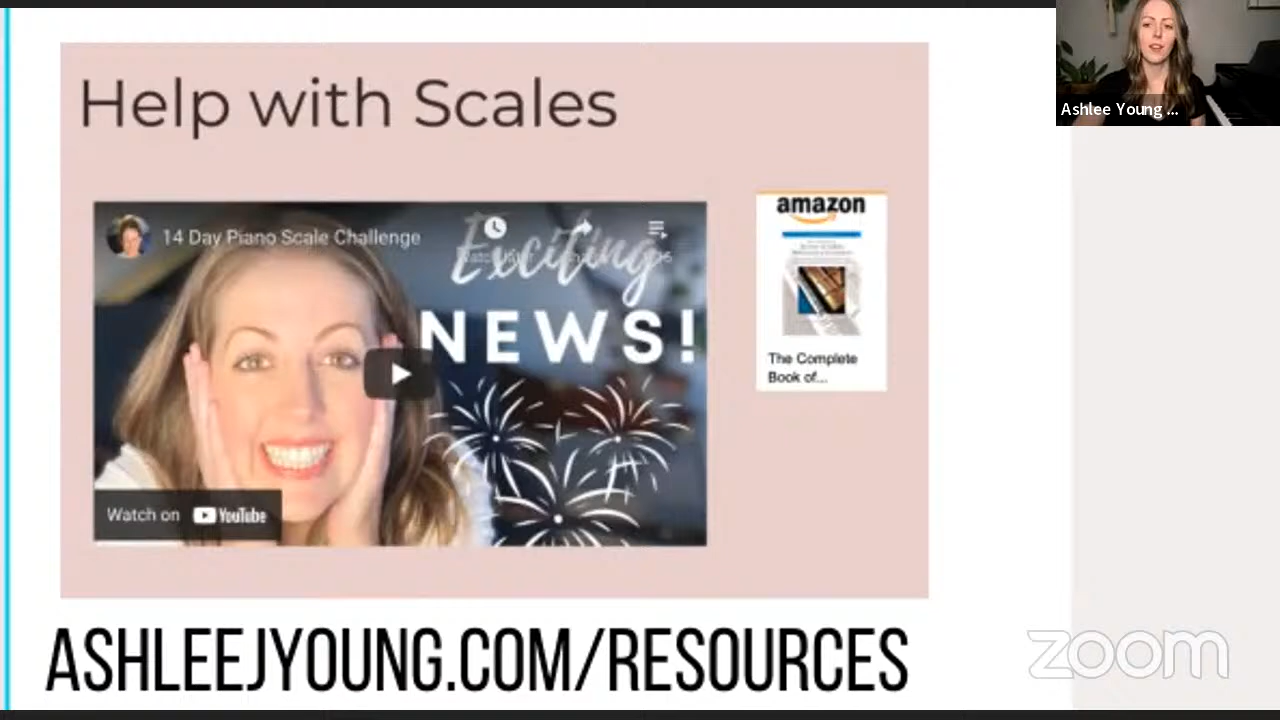 Help with Scales
14 Day Piano Scale Challenge
Exciting
NEWS!
Watch on YouTube
amazon
The Complete
Book of...
Ashlee Young ...
ASHLEEJYOUNG.COM/RESOURCES
zoom